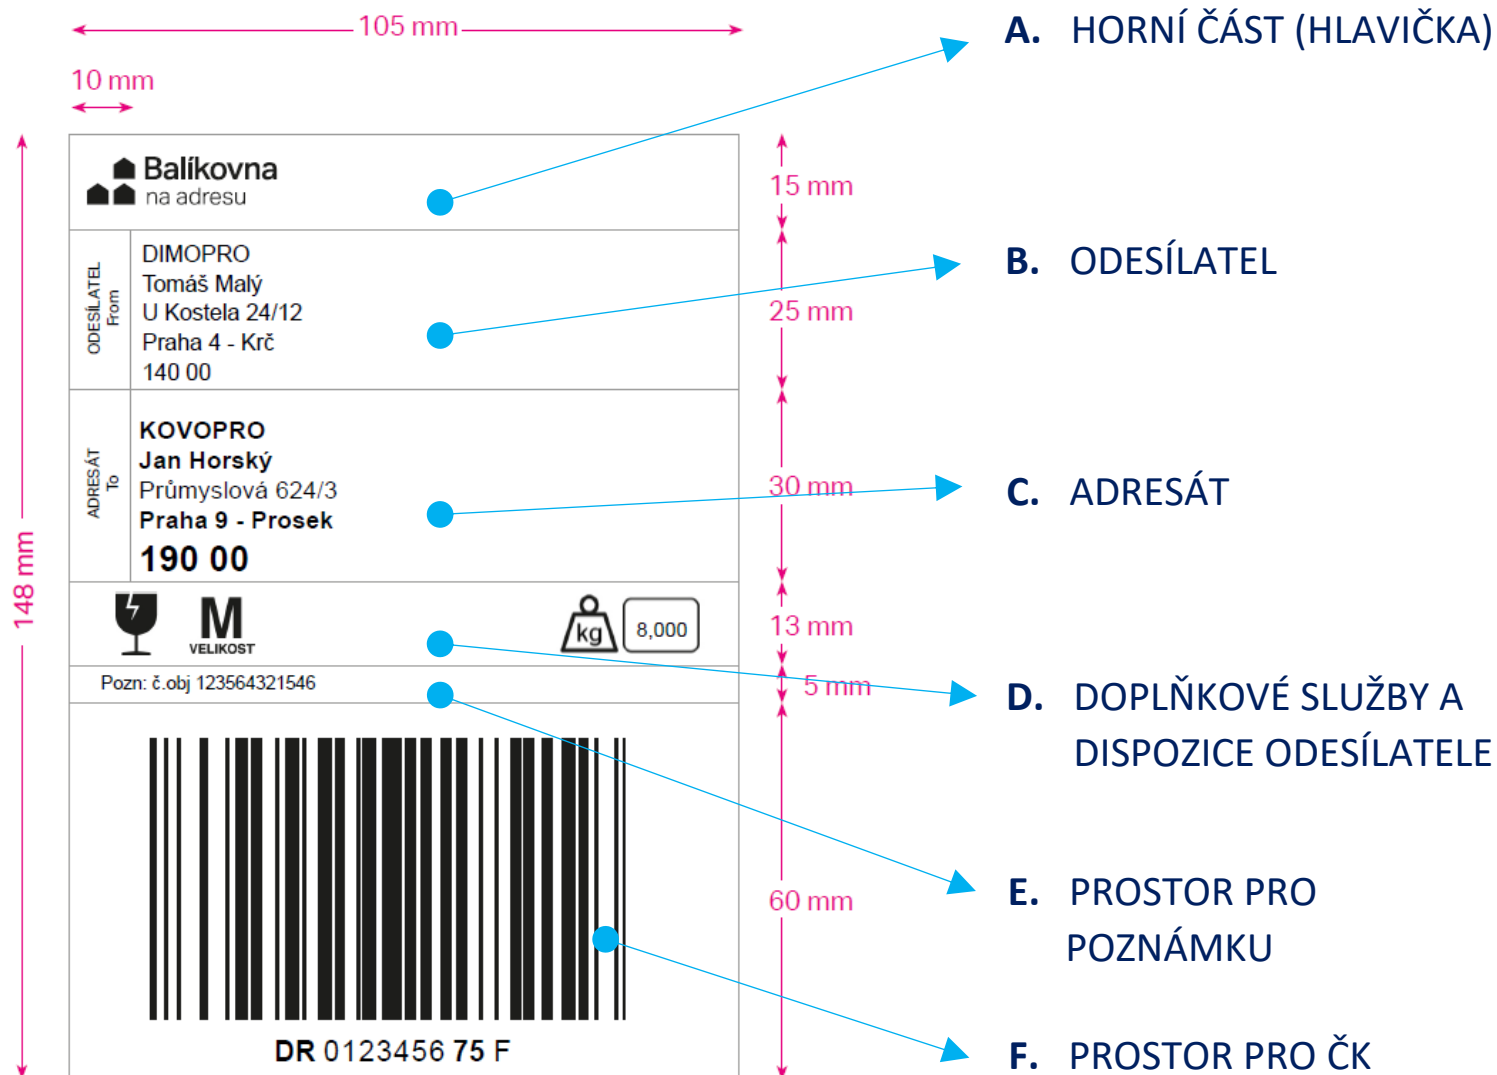 105 mm
A. HORNÍ ČÁST (HLAVIČKA)
10 mm
Balíkovna
na adresu
15 mm
ODESÍLATEL
From
DIMOPRO
Tomáš Malý
U Kostela 24/12
Praha 4 - Krč
140 00
25 mm
B. ODESÍLATEL
ADRESÁT
To
KOVOPRO
Jan Horský
Průmyslová 624/3
Praha 9 - Prosek
190 00
30 mm
C. ADRESÁT
148 mm
M
VELIKOST
kg
8,000
13 mm
Pozn: č.obj 123564321546
5 mm
D. DOPLŇKOVÉ SLUŽBY A
DISPOZICE ODESÍLATELE
60 mm
E. PROSTOR PRO
POZNÁMKU
DR 0123456 75 F
F. PROSTOR PRO ČK